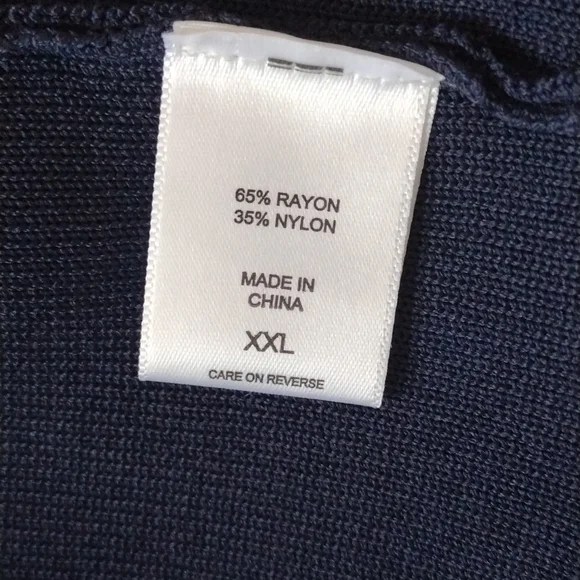 65% RAYON
35% NYLON
MADE IN
CHINA
XXL
CARE ON REVERSE